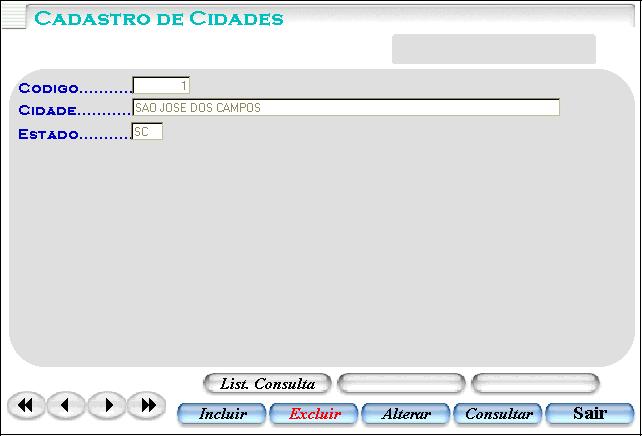 CADASTRO DE CIDADES
CODIGO.......... 1
CIDADE.......... SAO JOSE DOS CAMPOS
ESTADO.......... SC
List. Consulta
Incluir Excluir Alterar Consultar Sair